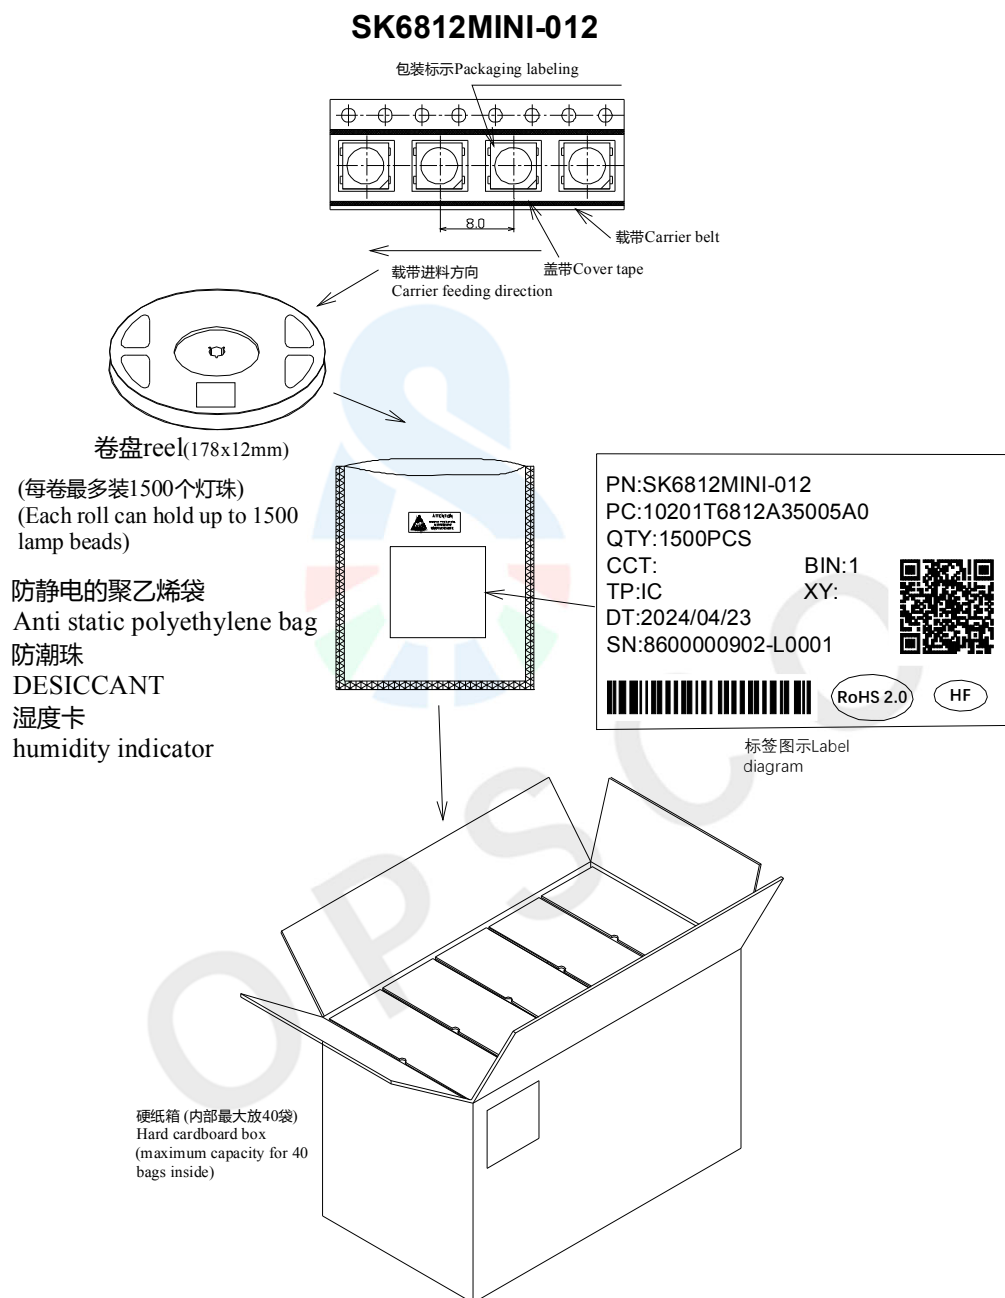 SK6812MINI-012
包装标示Packaging labeling
8.0
载带Carrier belt
盖带Cover tape
载带进料方向
Carrier feeding direction
卷盘reel(178x12mm)
(每卷最多装1500个灯珠)
(Each roll can hold up to 1500
lamp beads)
防静电的聚乙烯袋
Anti static polyethylene bag
防潮珠
DESICCANT
湿度卡
humidity indicator
ATTENTION
PN:SK6812MINI-012
PC:10201T6812A35005A0
QTY:1500PCS
CCT: BIN:1
TP:IC XY:
DT:2024/04/23
SN:8600000902-L0001
RoHS 2.0 HF
标签图示Label
diagram
硬纸箱 (内部最大放40袋)
Hard cardboard box
(maximum capacity for 40
bags inside)
OPSCO